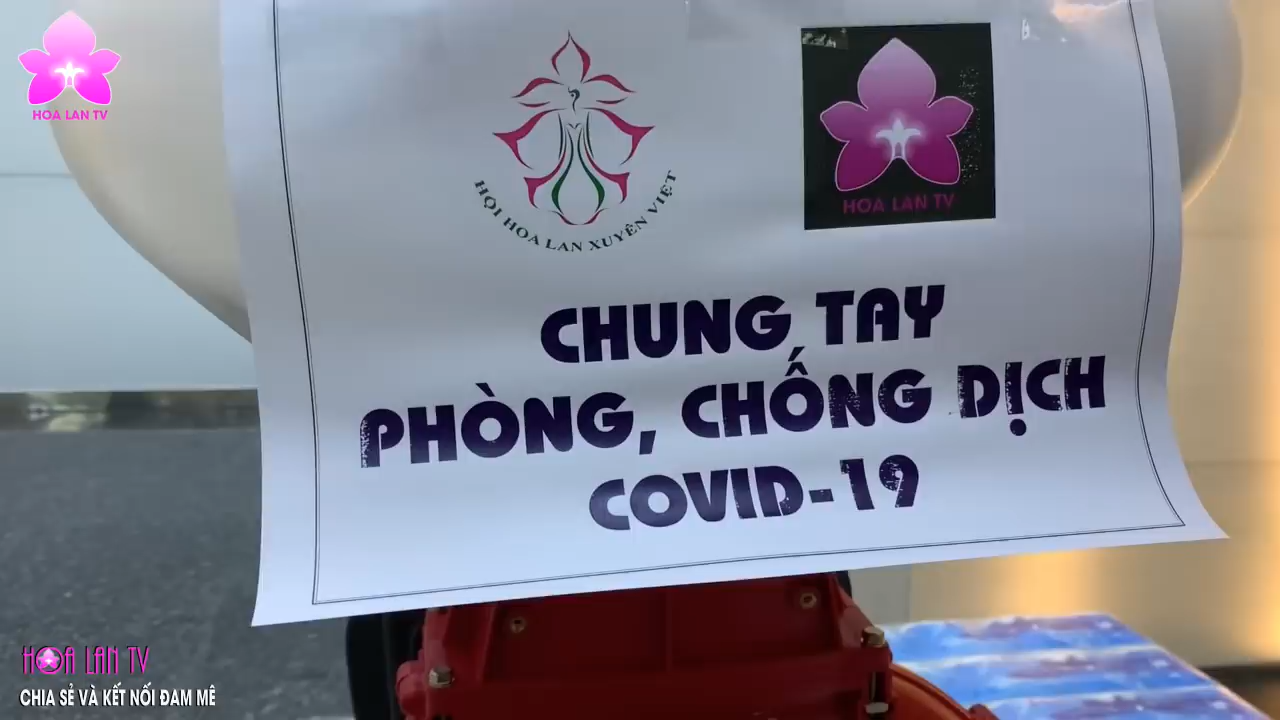 HOA LAN TV
HỘI HOA LAN XUYÊN VIỆT
HOA LAN TV
CHUNG TAY
PHÒNG, CHỐNG DỊCH
COVID-19
HOA LAN TV
CHIA SẺ VÀ KẾT NỐI ĐAM MÊ